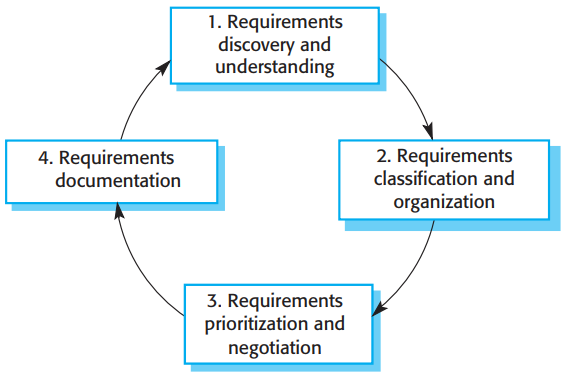 1. Requirements
discovery and
understanding
2. Requirements
classification and
organization
3. Requirements
prioritization and
negotiation
4. Requirements
documentation